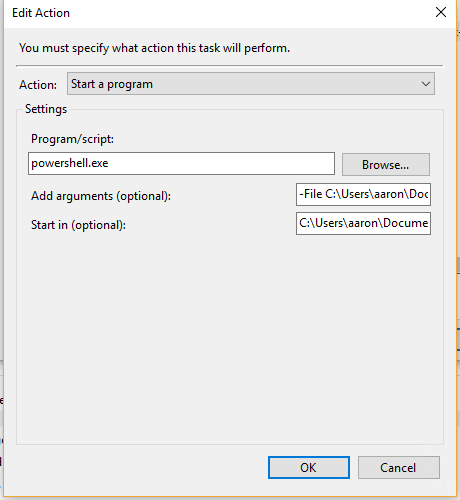 Edit Action
You must specify what action this task will perform.
Action: Start a program
Settings
Program/script:
powershell.exe Browse...
Add arguments (optional): -File C:\Users\aaron\Doc
Start in (optional): C:\Users\aaron\Docume
OK Cancel